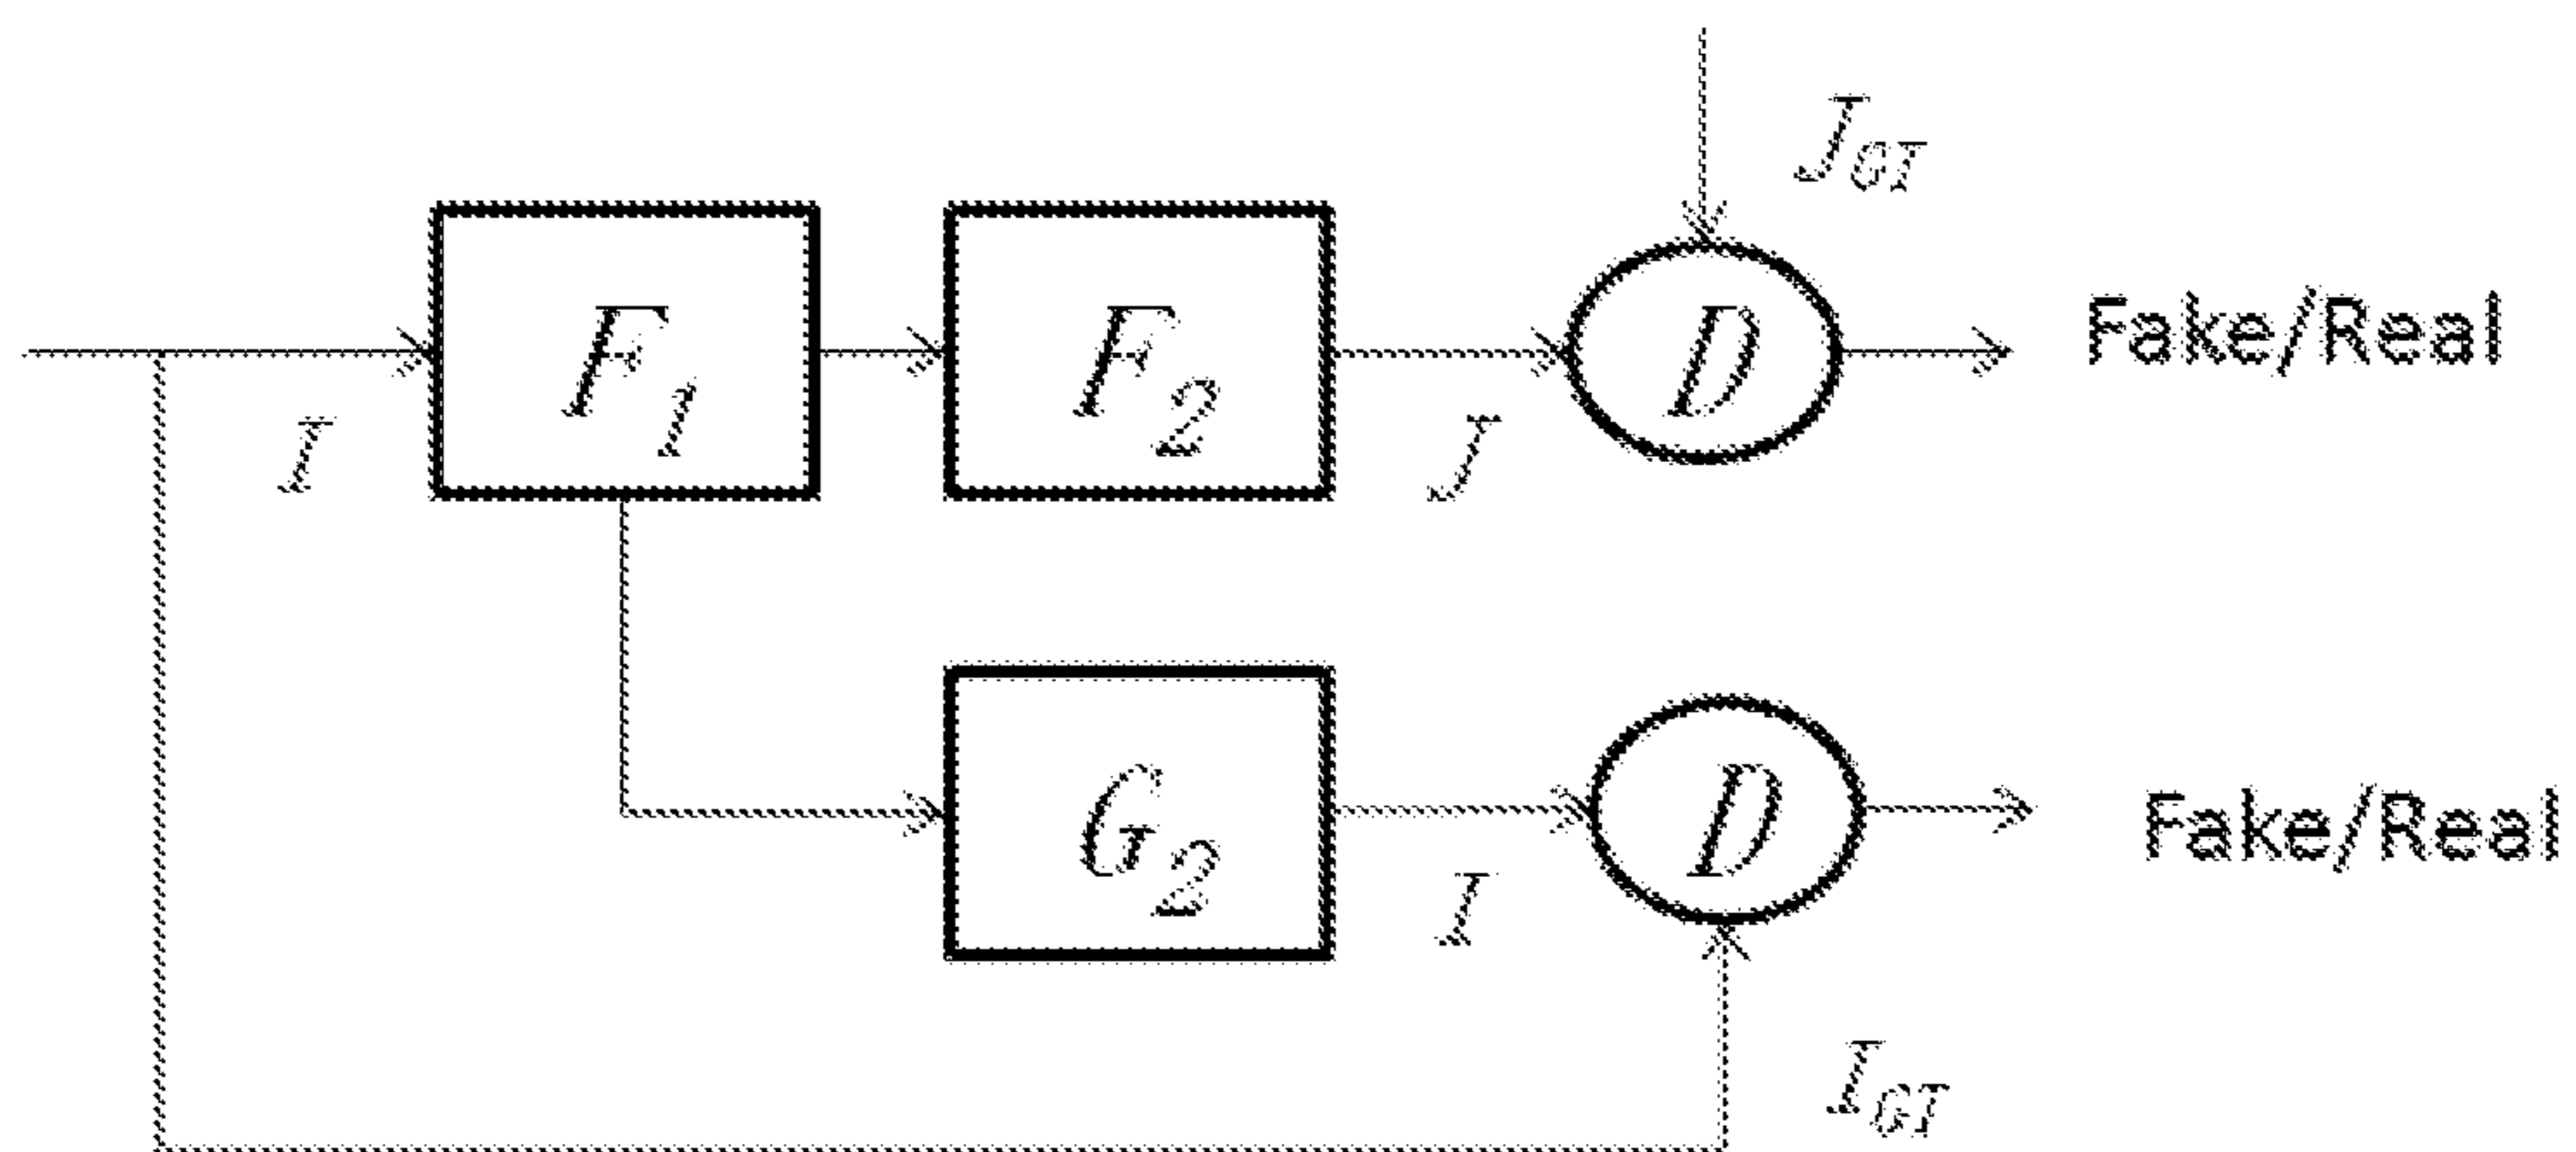 J_GT
F_1 F_2 D Fake/Real
I J
G_2 D Fake/Real
I
I_GT